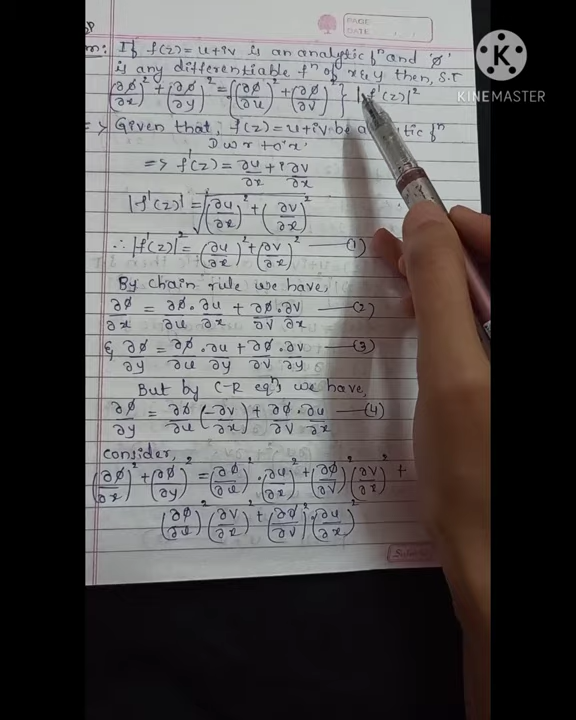 PAGE
DATE
m: If f(z) = u+iv is an analytic fⁿ and 'ø'
is any differentiable fⁿ of x & y then, S.T
(∂ø/∂x)² + (∂ø/∂y)² = {(∂ø/∂u)² + (∂ø/∂v)²} |f'(z)|²
KINEMASTER
=> Given that, f(z) = u+iv be analytic fⁿ
D w r to 'x'
=> f'(z) = ∂u/∂x + i ∂v/∂x
|f'(z)| = √(∂u/∂x)² + (∂v/∂x)²
∴ |f'(z)|² = (∂u/∂x)² + (∂v/∂x)² —(1)
By chain rule we have,
∂ø/∂x = ∂ø/∂u · ∂u/∂x + ∂ø/∂v · ∂v/∂x —(2)
& ∂ø/∂y = ∂ø/∂u · ∂u/∂y + ∂ø/∂v · ∂v/∂y —(3)
But by C-R eqⁿ we have,
∂ø/∂y = ∂ø/∂u (-∂v/∂x) + ∂ø/∂v · ∂u/∂x —(4)
consider,
(∂ø/∂x)² + (∂ø/∂y)² = (∂ø/∂u)² · (∂u/∂x)² + (∂ø/∂v)² (∂v/∂x)² +
(∂ø/∂u)² (∂v/∂x)² + (∂ø/∂v)² · (∂u/∂x)²